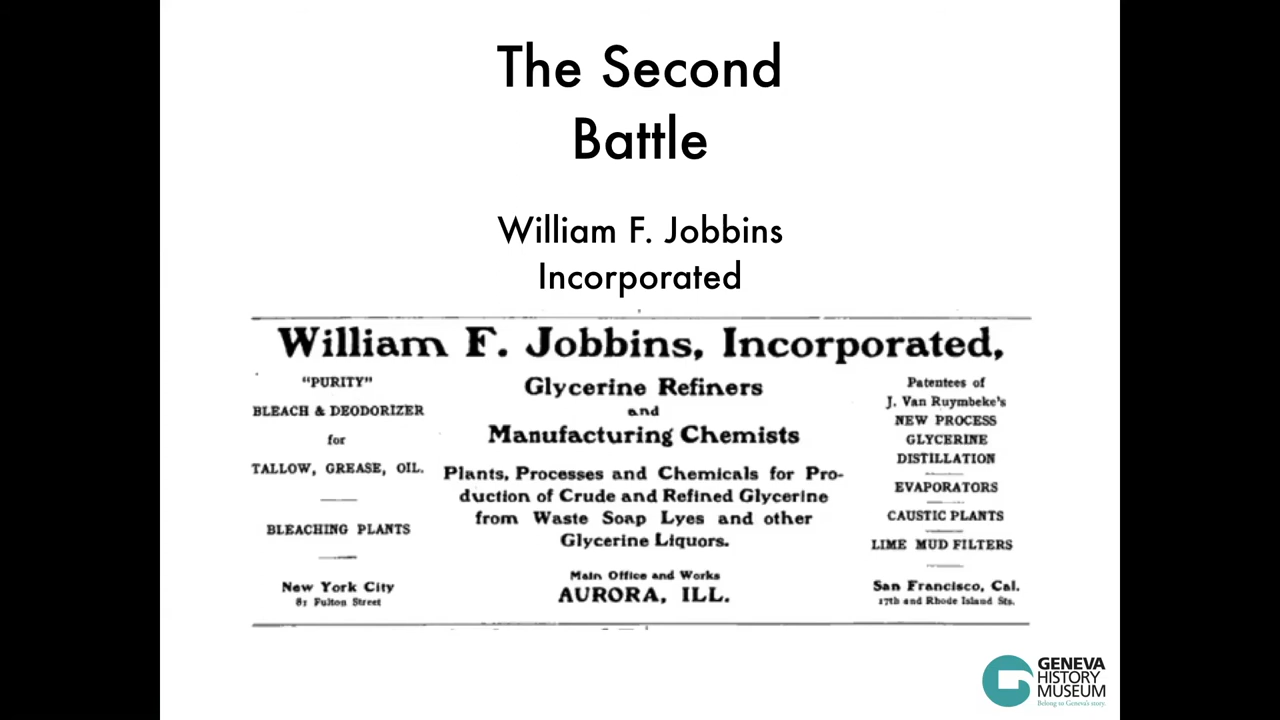 The Second
Battle
William F. Jobbins
Incorporated
William F. Jobbins, Incorporated,
"PURITY"
BLEACH & DEODORIZER
for
TALLOW, GREASE, OIL.
BLEACHING PLANTS
New York City
81 Fulton Street
Glycerine Refiners
and
Manufacturing Chemists
Plants, Processes and Chemicals for Pro-
duction of Crude and Refined Glycerine
from Waste Soap Lyes and other
Glycerine Liquors.
Main Office and Works
AURORA, ILL.
Patentees of
J. Van Ruymbeke's
NEW PROCESS
GLYCERINE
DISTILLATION
EVAPORATORS
CAUSTIC PLANTS
LIME MUD FILTERS
San Francisco, Cal.
17th and Rhode Island Sts.
GENEVA
HISTORY
MUSEUM
Belong to Geneva's story.